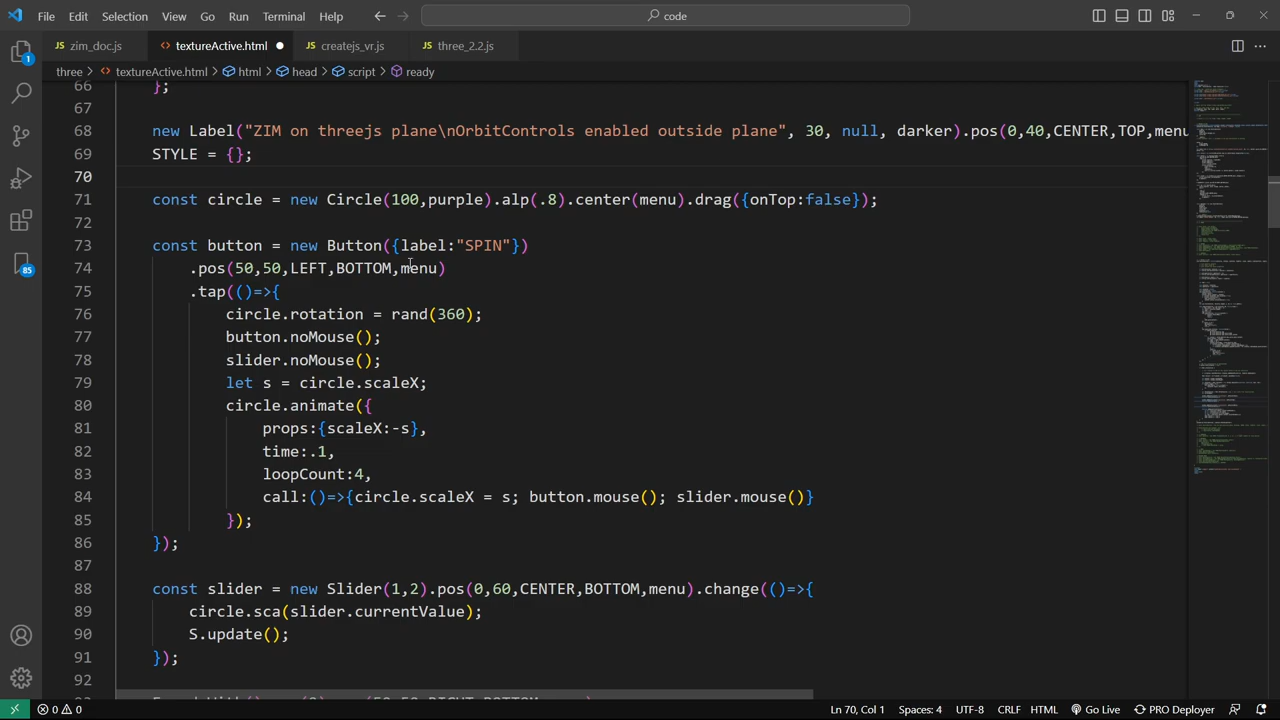 File Edit Selection View Go Run Terminal Help
code
zim_doc.js
textureActive.html
createjs_vr.js
three_2.2.js
three > textureActive.html > html > head > script > ready
66 };
67
68 new Label("ZIM on threejs plane\nOrbitControls enabled outside plane", 30, null, darker).pos(0,40,CENTER,TOP,menu
69 STYLE = {};
70
71 const circle = new Circle(100,purple).alp(.8).center(menu).drag({onTop:false});
72
73 const button = new Button({label:"SPIN"})
74 .pos(50,50,LEFT,BOTTOM,menu)
75 .tap(()=>{
76 circle.rotation = rand(360);
77 button.noMouse();
78 slider.noMouse();
79 let s = circle.scaleX;
80 circle.animate({
81 props:{scaleX:-s},
82 time:.1,
83 loopCount:4,
84 call:()=>{circle.scaleX = s; button.mouse(); slider.mouse()}
85 });
86 });
87
88 const slider = new Slider(1,2).pos(0,60,CENTER,BOTTOM,menu).change(()=>{
89 circle.sca(slider.currentValue);
90 S.update();
91 });
92
1
85
0 0
Ln 70, Col 1
Spaces: 4
UTF-8
CRLF
HTML
Go Live
PRO Deployer